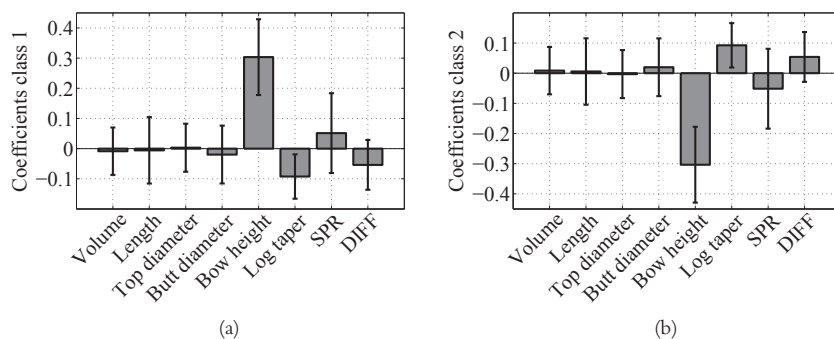 Coefficients class 1
0.4
0.3
0.2
0.1
0
−0.1
Volume
Length
Top diameter
Butt diameter
Bow height
Log taper
SPR
DIFF
(a)
Coefficients class 2
0.1
0
−0.1
−0.2
−0.3
−0.4
Volume
Length
Top diameter
Butt diameter
Bow height
Log taper
SPR
DIFF
(b)